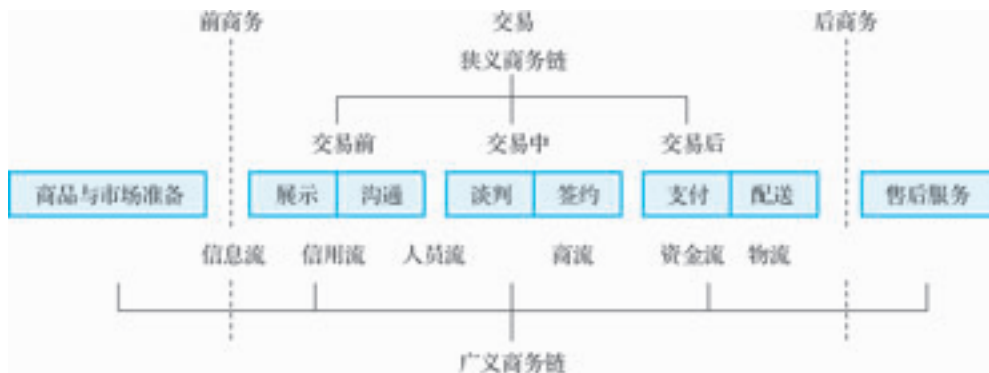 前商务 交易 后商务
狭义商务链
交易前 交易中 交易后
商品与市场准备 展示 沟通 谈判 签约 支付 配送 售后服务
信息流 信用流 人员流 商流 资金流 物流
广义商务链